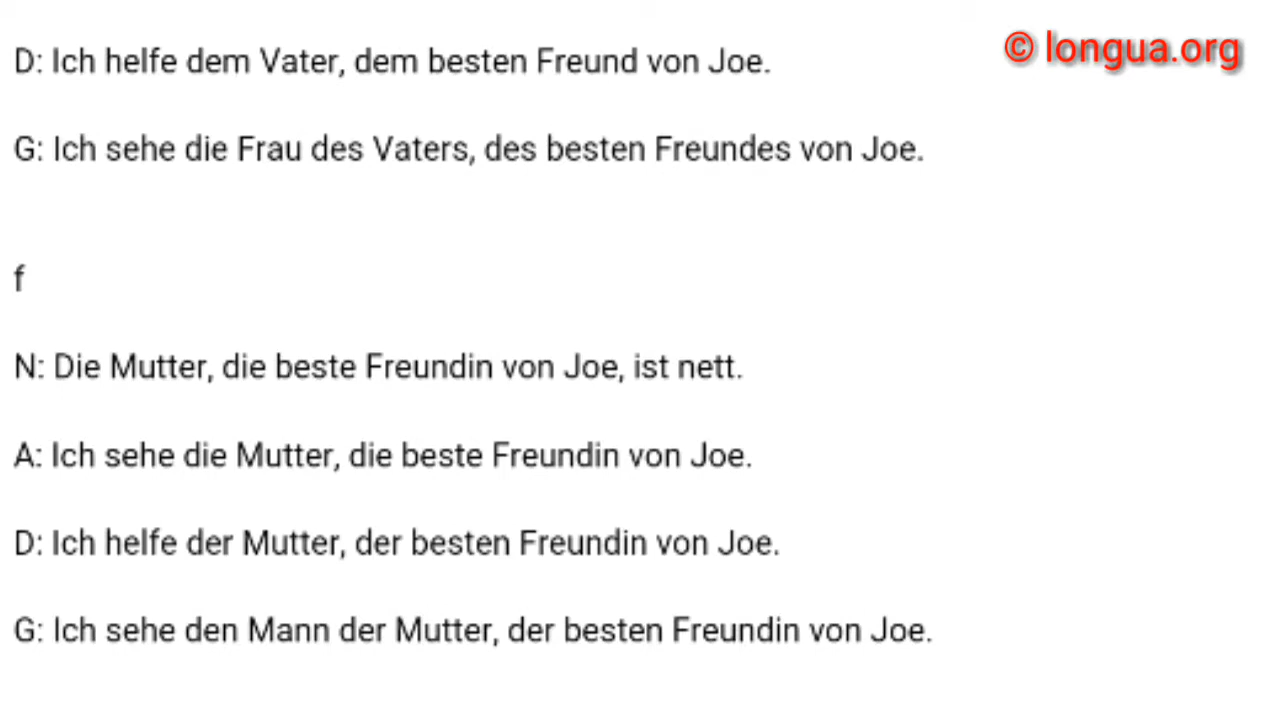 D: Ich helfe dem Vater, dem besten Freund von Joe.
© longua.org
G: Ich sehe die Frau des Vaters, des besten Freundes von Joe.
f
N: Die Mutter, die beste Freundin von Joe, ist nett.
A: Ich sehe die Mutter, die beste Freundin von Joe.
D: Ich helfe der Mutter, der besten Freundin von Joe.
G: Ich sehe den Mann der Mutter, der besten Freundin von Joe.